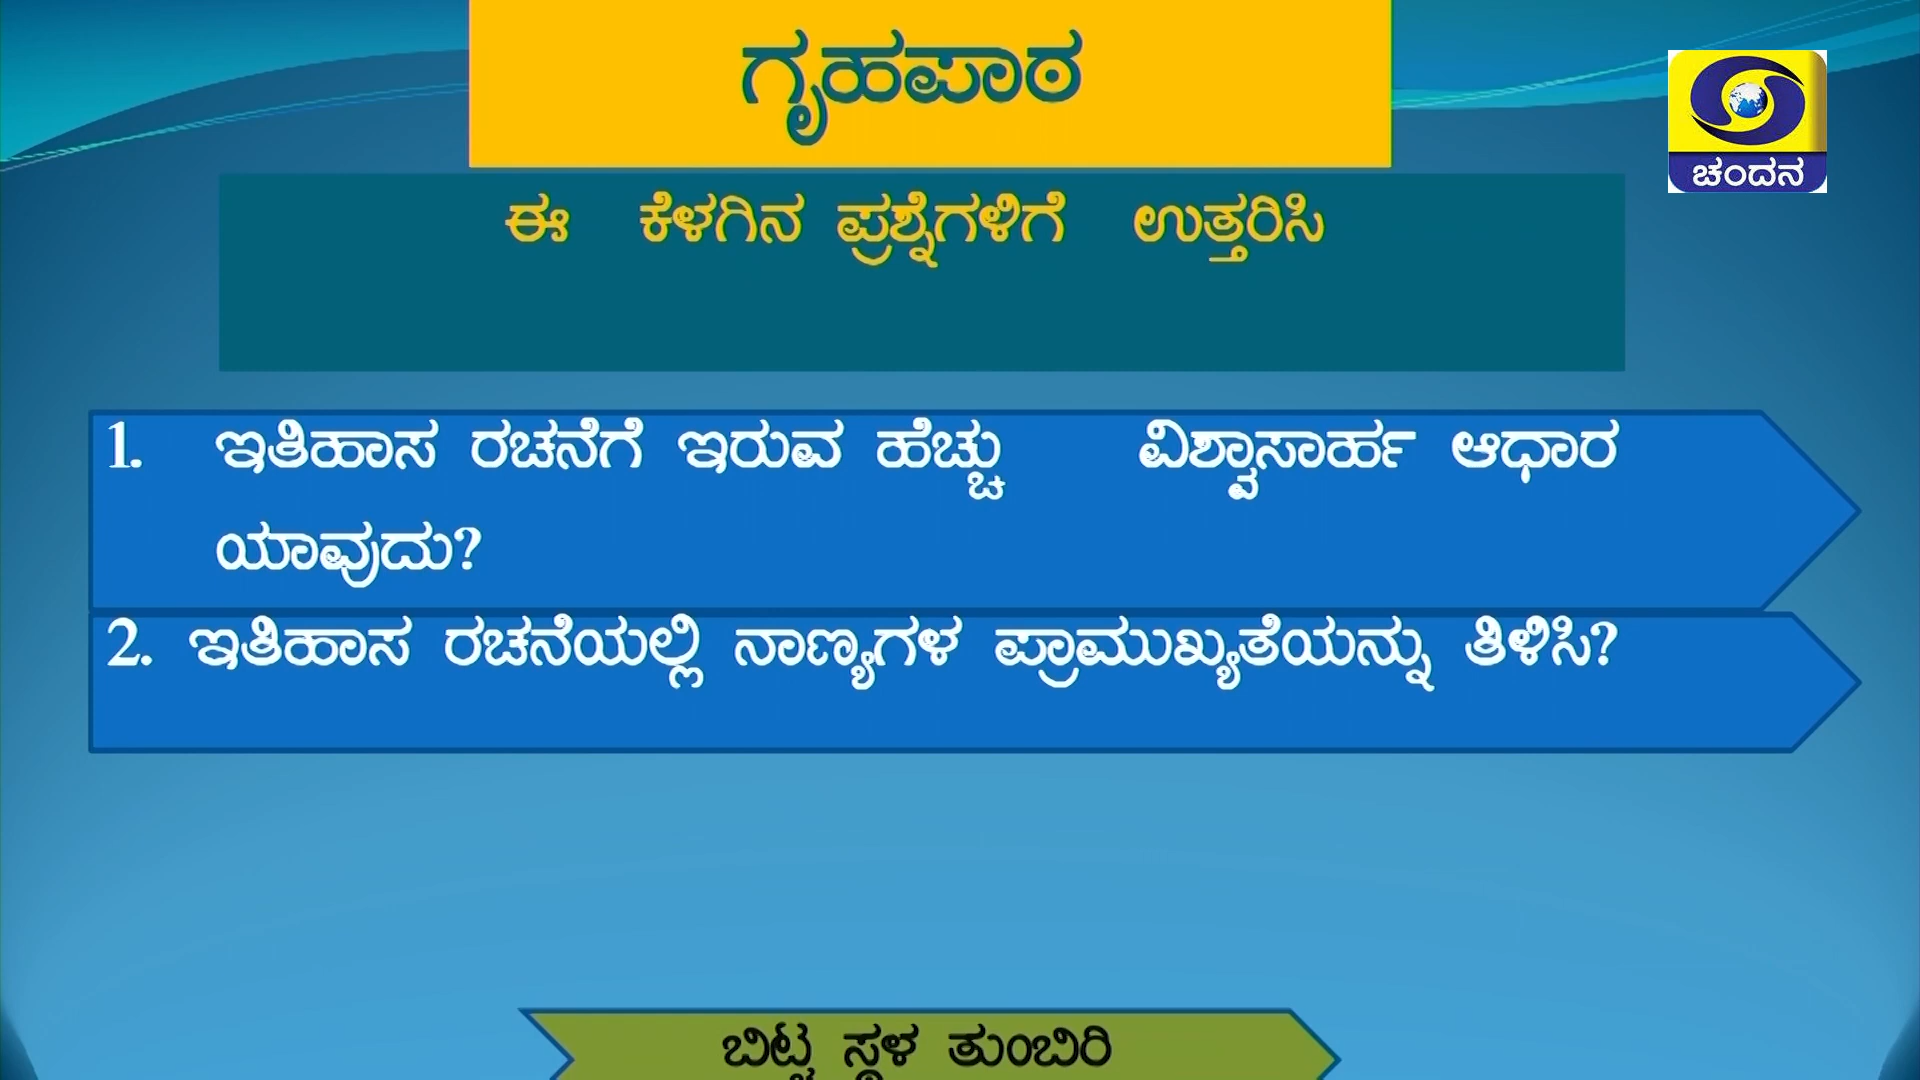 ಗೃಹಪಾಠ
ಚಂದನ
ಈ ಕೆಳಗಿನ ಪ್ರಶ್ನೆಗಳಿಗೆ ಉತ್ತರಿಸಿ
1. ಇತಿಹಾಸ ರಚನೆಗೆ ಇರುವ ಹೆಚ್ಚು ವಿಶ್ವಾಸಾರ್ಹ ಆಧಾರ
ಯಾವುದು?
2. ಇತಿಹಾಸ ರಚನೆಯಲ್ಲಿ ನಾಣ್ಯಗಳ ಪ್ರಾಮುಖ್ಯತೆಯನ್ನು ತಿಳಿಸಿ?
ಬಿಟ್ಟ ಸ್ಥಳ ತುಂಬಿರಿ